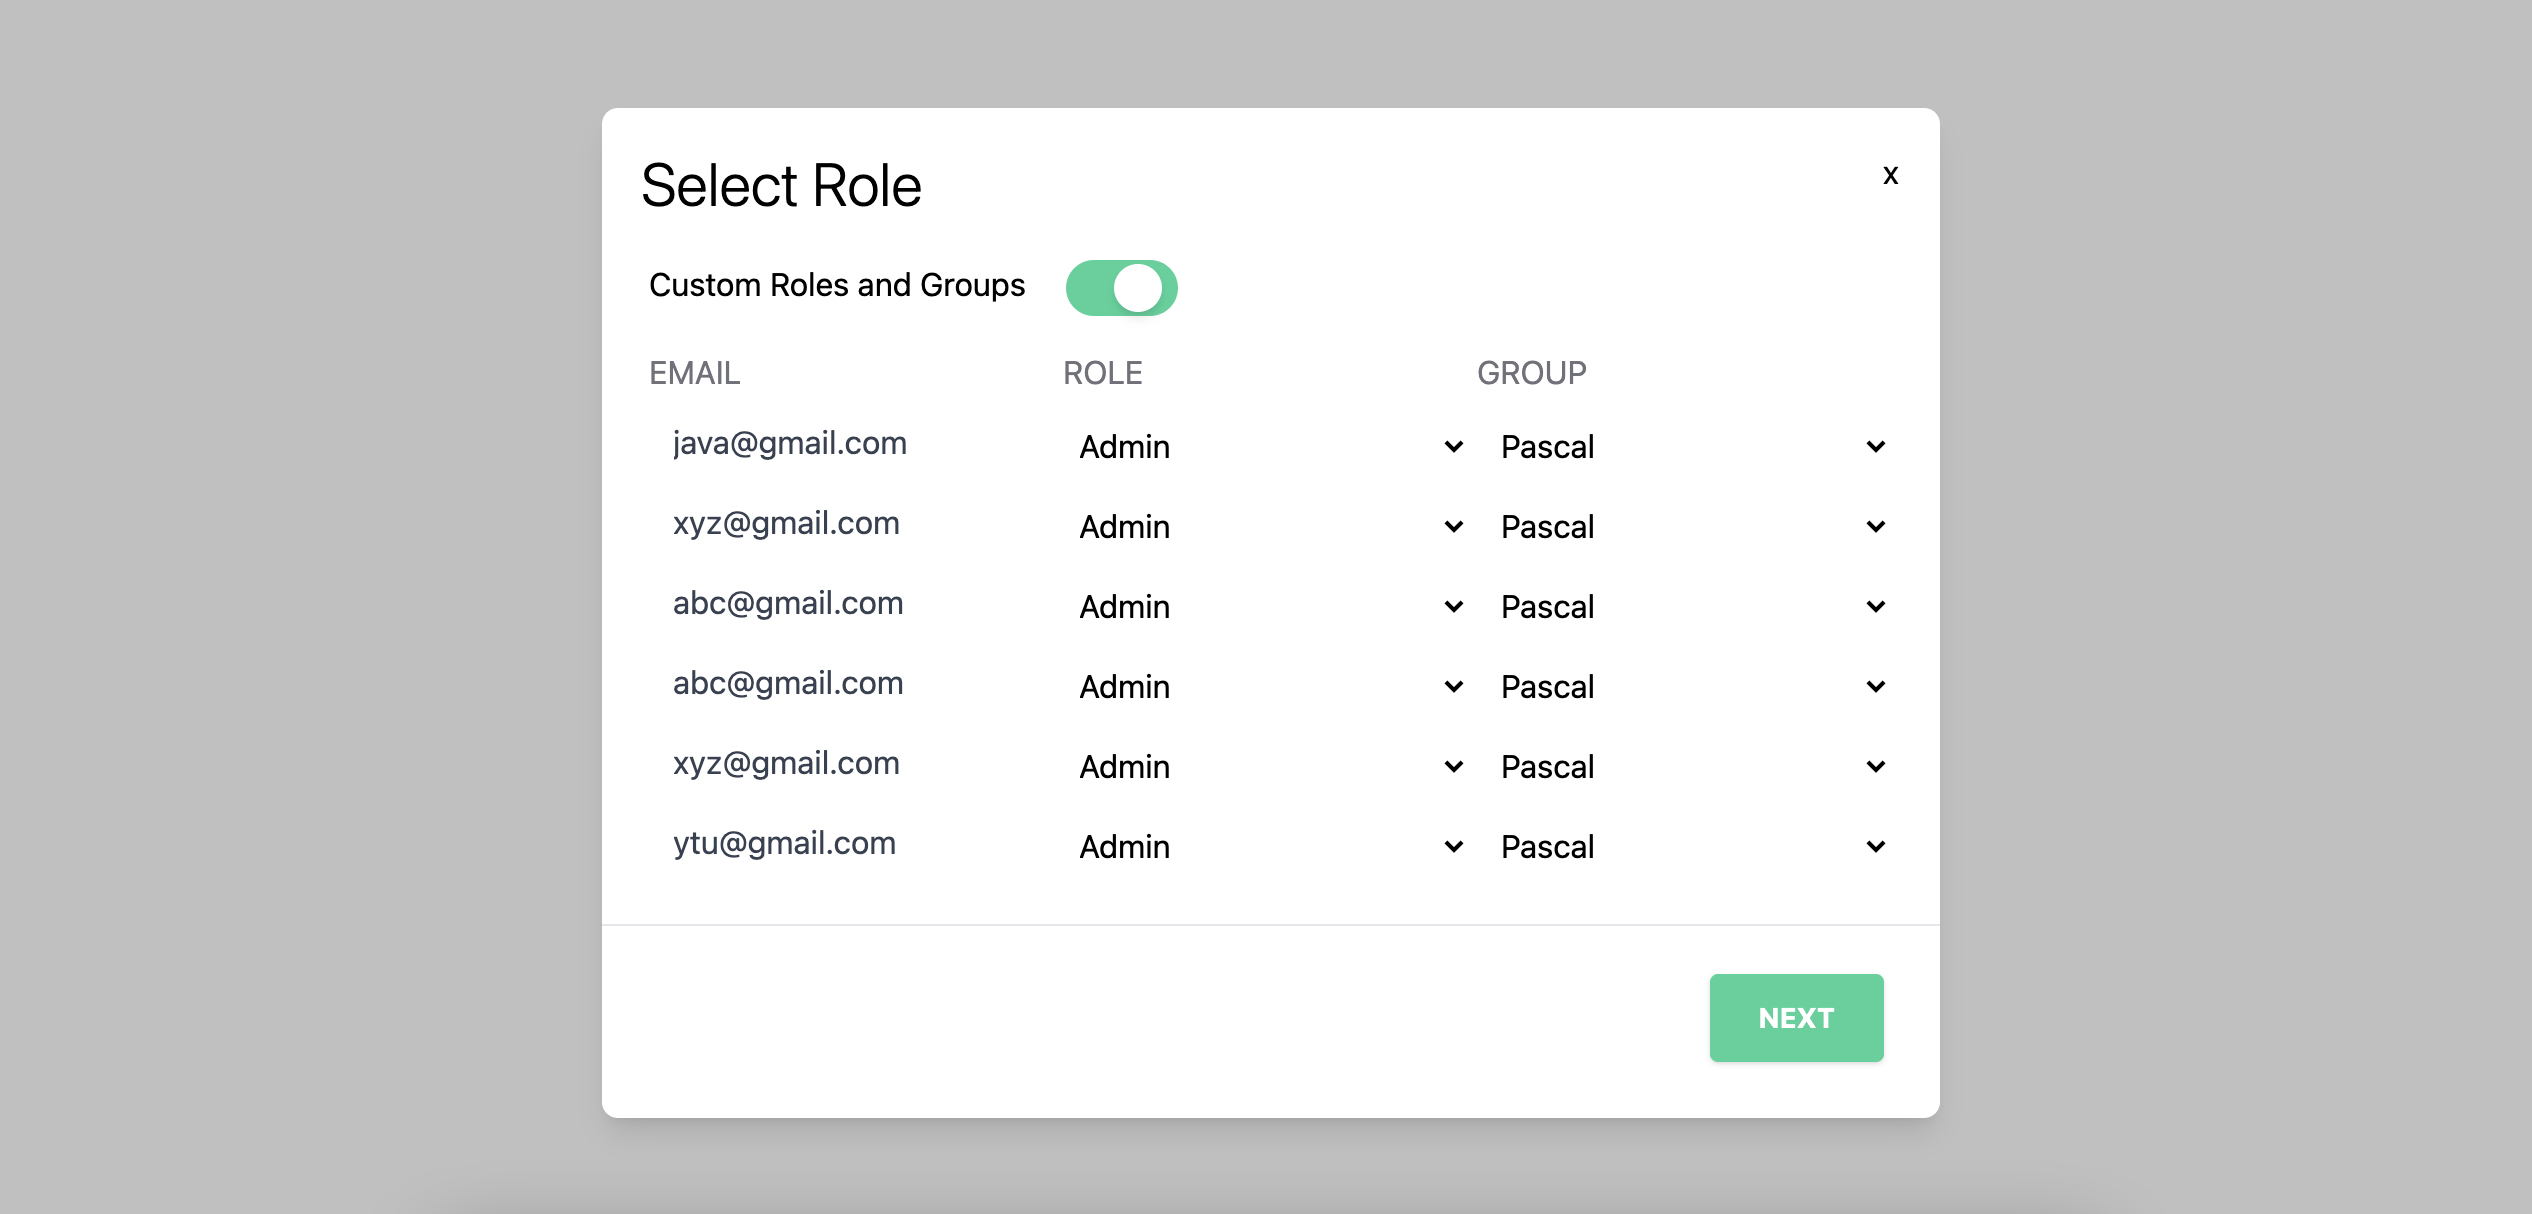 Select Role
x
Custom Roles and Groups
EMAIL ROLE GROUP
java@gmail.com Admin Pascal
xyz@gmail.com Admin Pascal
abc@gmail.com Admin Pascal
abc@gmail.com Admin Pascal
xyz@gmail.com Admin Pascal
ytu@gmail.com Admin Pascal
NEXT